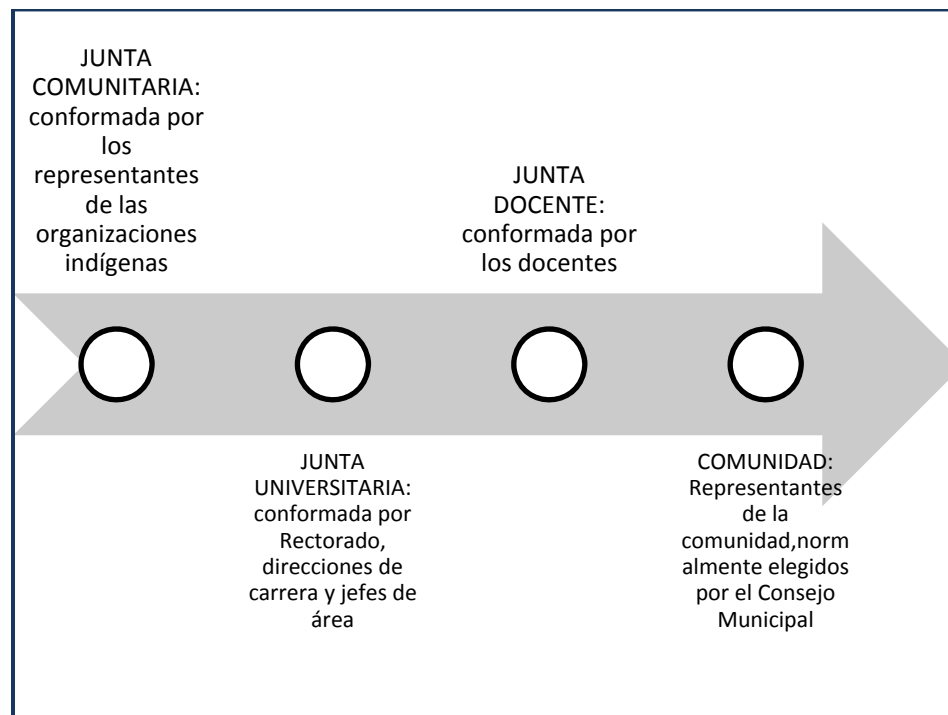 JUNTA
COMUNITARIA:
conformada por
los
representantes
de las
organizaciones
indígenas
JUNTA
UNIVERSITARIA:
conformada por
Rectorado,
direcciones de
carrera y jefes de
área
JUNTA
DOCENTE:
conformada por
los docentes
COMUNIDAD:
Representantes
de la
comunidad,norm
almente elegidos
por el Consejo
Municipal